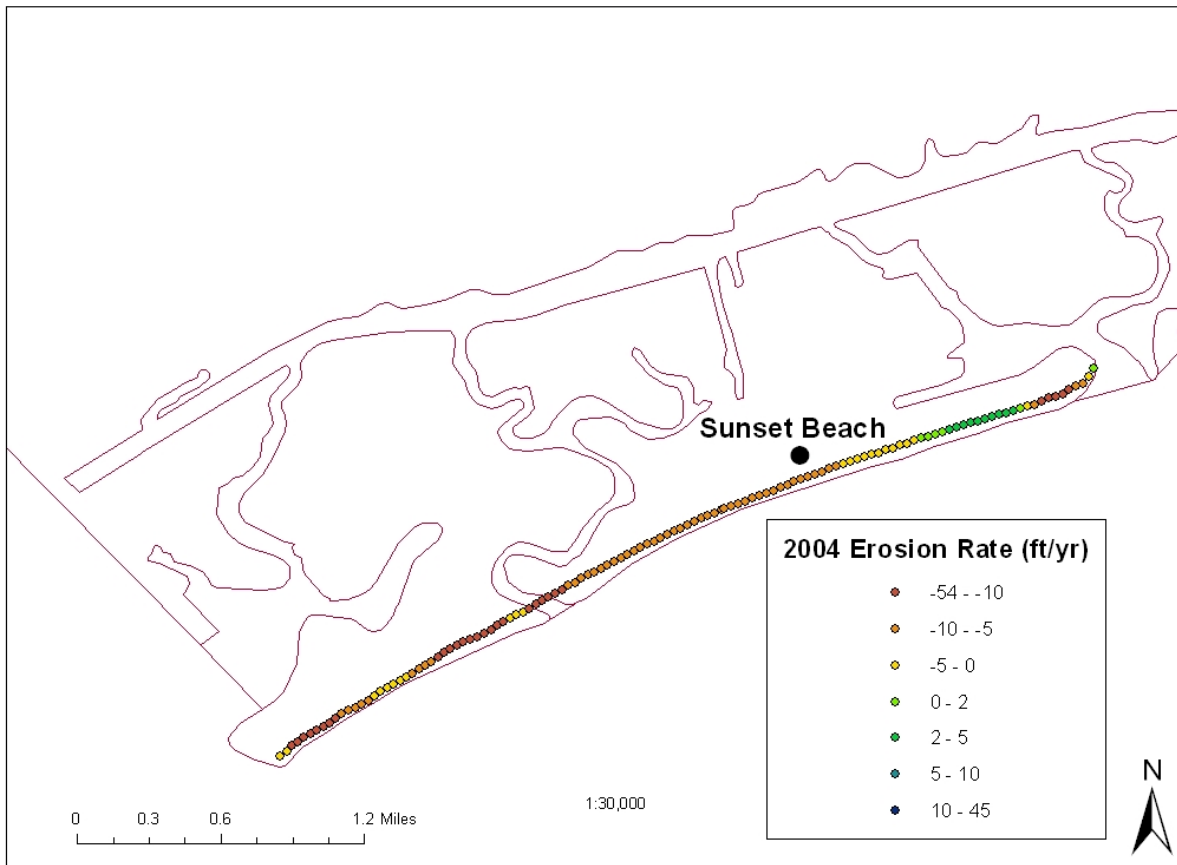 Sunset Beach
2004 Erosion Rate (ft/yr)
-54 - -10
-10 - -5
-5 - 0
0 - 2
2 - 5
5 - 10
10 - 45
N
1:30,000
0 0.3 0.6 1.2 Miles